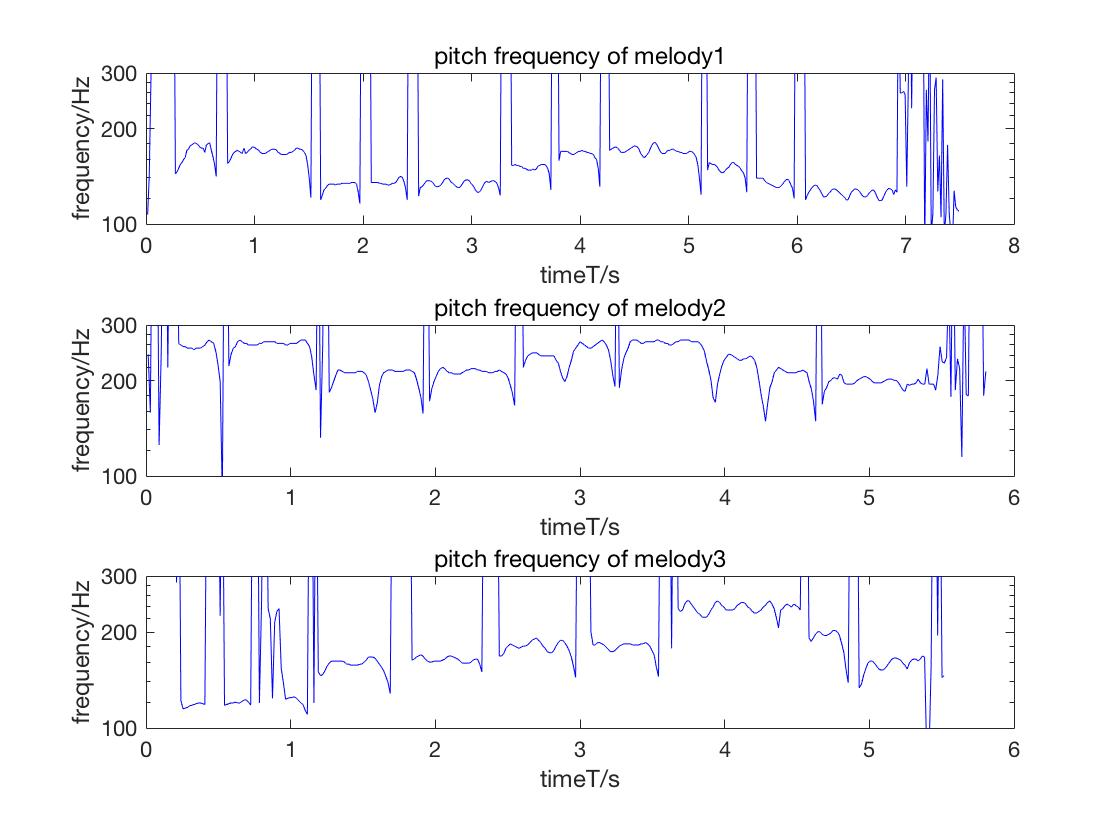 pitch frequency of melody1
frequency/Hz
300
200
100
0 1 2 3 4 5 6 7 8
timeT/s
pitch frequency of melody2
frequency/Hz
300
200
100
0 1 2 3 4 5 6
timeT/s
pitch frequency of melody3
frequency/Hz
300
200
100
0 1 2 3 4 5 6
timeT/s